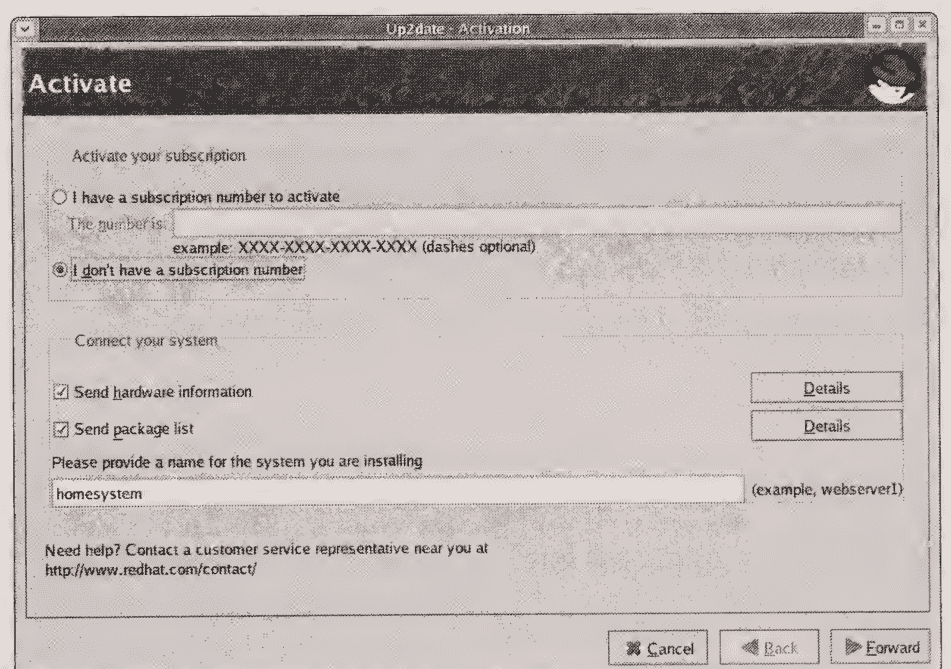 Up2date - Activation
Activate
Activate your subscription
I have a subscription number to activate
The number is:
example: XXXX-XXXX-XXXX-XXXX (dashes optional)
I don't have a subscription number
Connect your system
Send hardware information
Details
Send package list
Details
Please provide a name for the system you are installing
homesystem
(example, webserver1)
Need help? Contact a customer service representative near you at
http://www.redhat.com/contact/
Cancel
Back
Forward